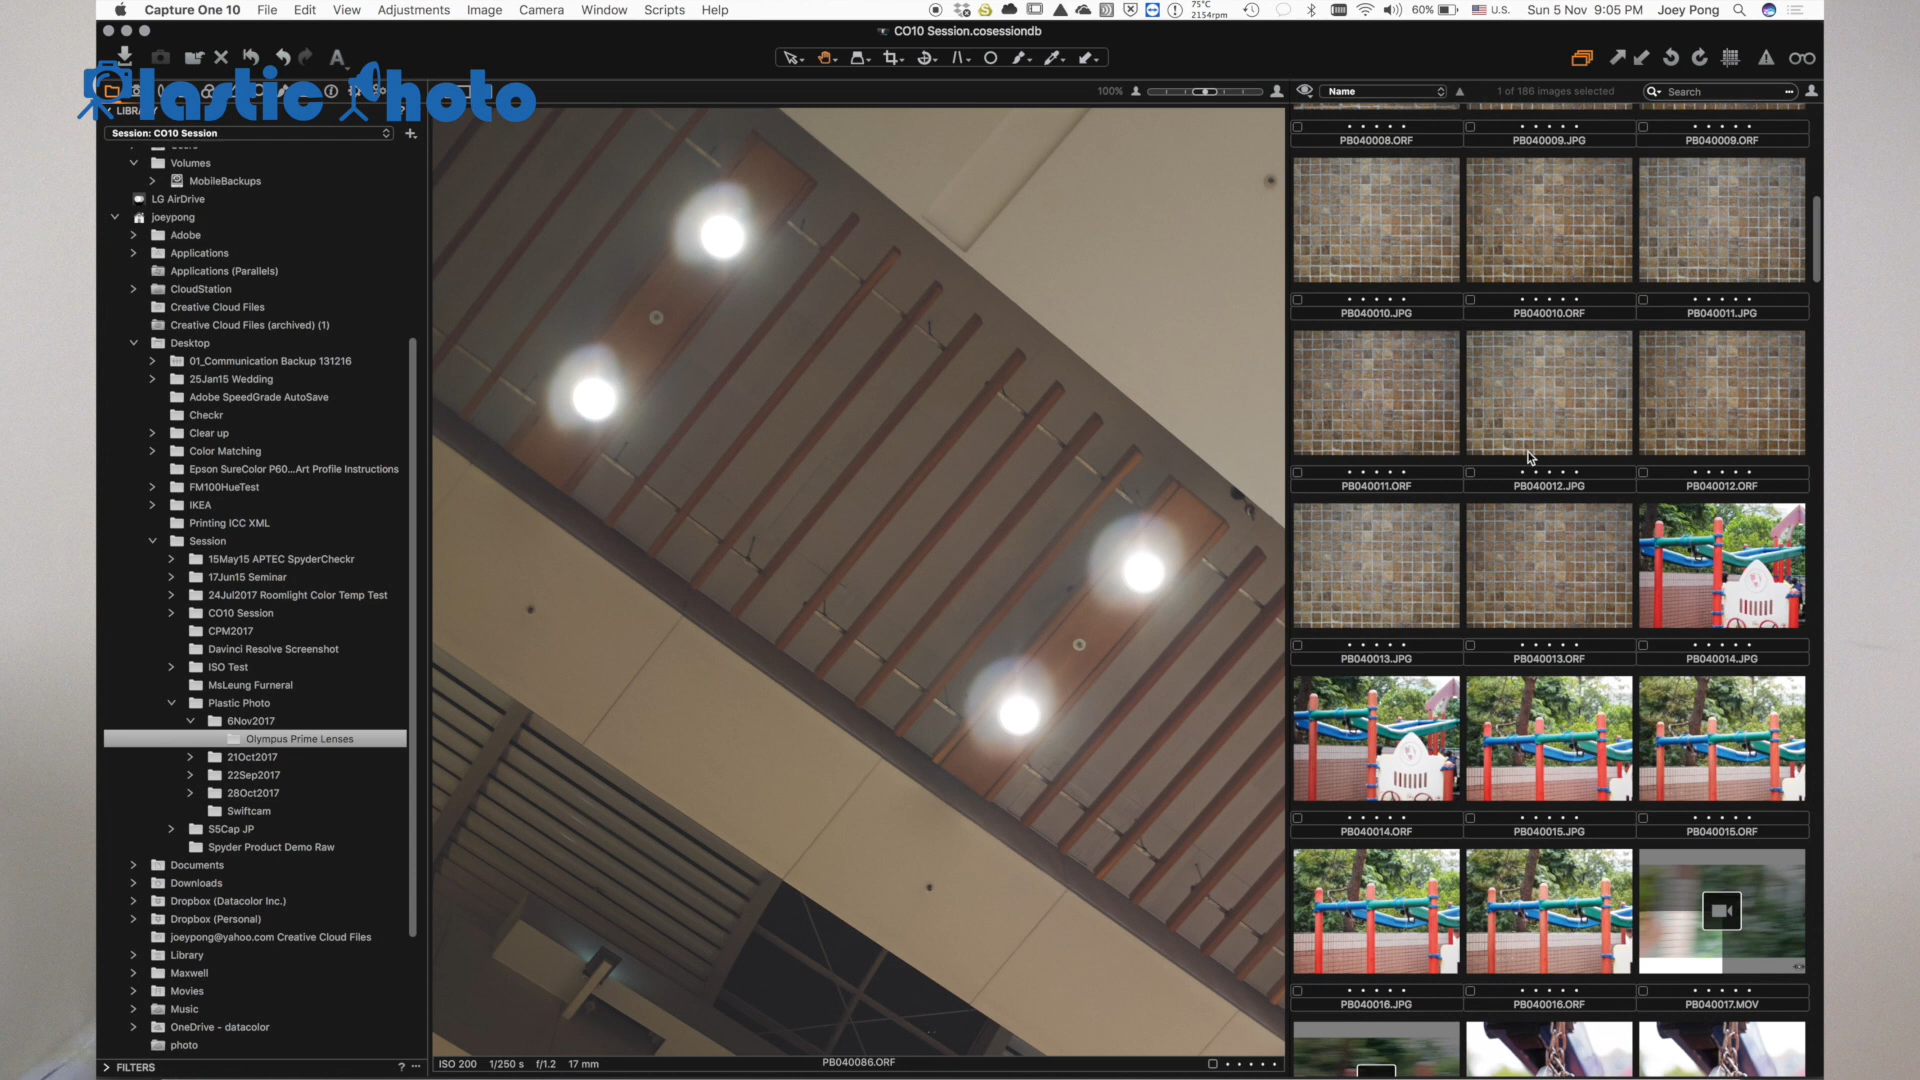 Capture One 10 File Edit View Adjustments Image Camera Window Scripts Help
75°C 2154rpm 60% U.S. Sun 5 Nov 9:05 PM Joey Pong
CO10 Session.cosessiondb
Plastic Photo
100%
Name
1 of 186 images selected
Search
Session: CO10 Session
Volumes
MobileBackups
LG AirDrive
joeypong
Adobe
Applications
Applications (Parallels)
CloudStation
Creative Cloud Files
Creative Cloud Files (archived) (1)
Desktop
01_Communication Backup 131216
25Jan15 Wedding
Adobe SpeedGrade AutoSave
Checkr
Clear up
Color Matching
Epson SureColor P60...Art Profile Instructions
FM100HueTest
IKEA
Printing ICC XML
Session
15May15 APTEC SpyderCheckr
17Jun15 Seminar
24Jul2017 Roomlight Color Temp Test
CO10 Session
CPM2017
Davinci Resolve Screenshot
ISO Test
MsLeung Furneral
Plastic Photo
6Nov2017
Olympus Prime Lenses
21Oct2017
22Sep2017
28Oct2017
Swiftcam
S5Cap JP
Spyder Product Demo Raw
Documents
Downloads
Dropbox (Datacolor Inc.)
Dropbox (Personal)
joeypong@yahoo.com Creative Cloud Files
Library
Maxwell
Movies
Music
OneDrive - datacolor
photo
FILTERS ? ...
ISO 200 1/250 s f/1.2 17 mm
PB040086.ORF
PB040008.ORF PB040009.JPG PB040009.ORF
PB040010.JPG PB040010.ORF PB040011.JPG
PB040011.ORF PB040012.JPG PB040012.ORF
PB040013.JPG PB040013.ORF PB040014.JPG
PB040014.ORF PB040015.JPG PB040015.ORF
PB040016.JPG PB040016.ORF PB040017.MOV